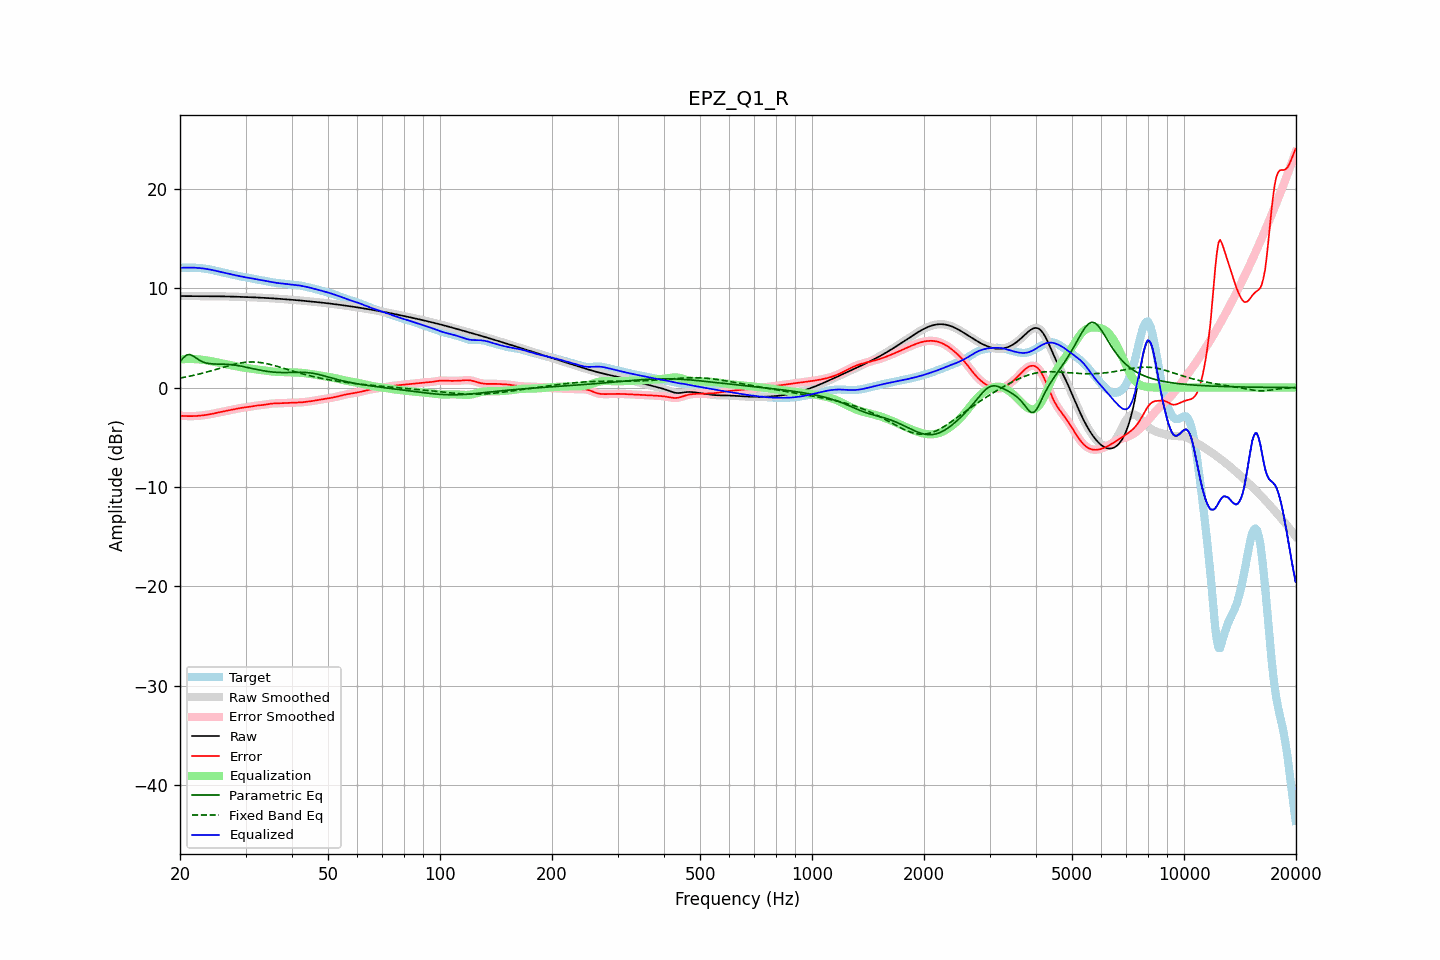 EPZ_Q1_R
Amplitude (dBr)
20
10
0
−10
−20
−30
−40
Target
Raw Smoothed
Error Smoothed
Raw
Error
Equalization
Parametric Eq
Fixed Band Eq
Equalized
20 50 100 200 500 1000 2000 5000 10000 20000
Frequency (Hz)